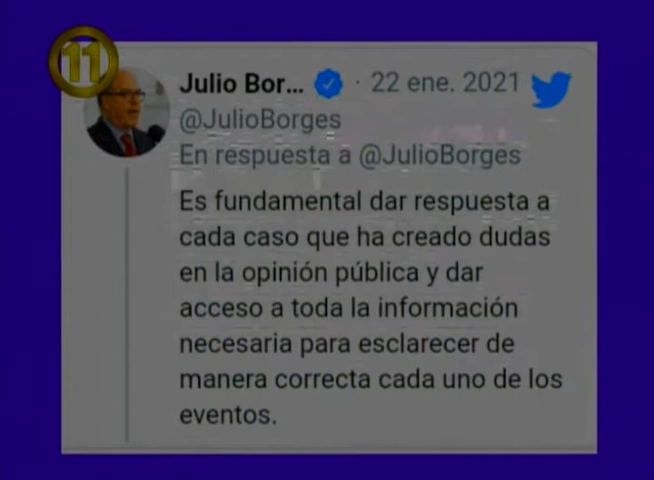 11
Julio Bor... · 22 ene. 2021
@JulioBorges
En respuesta a @JulioBorges
Es fundamental dar respuesta a
cada caso que ha creado dudas
en la opinión pública y dar
acceso a toda la información
necesaria para esclarecer de
manera correcta cada uno de los
eventos.